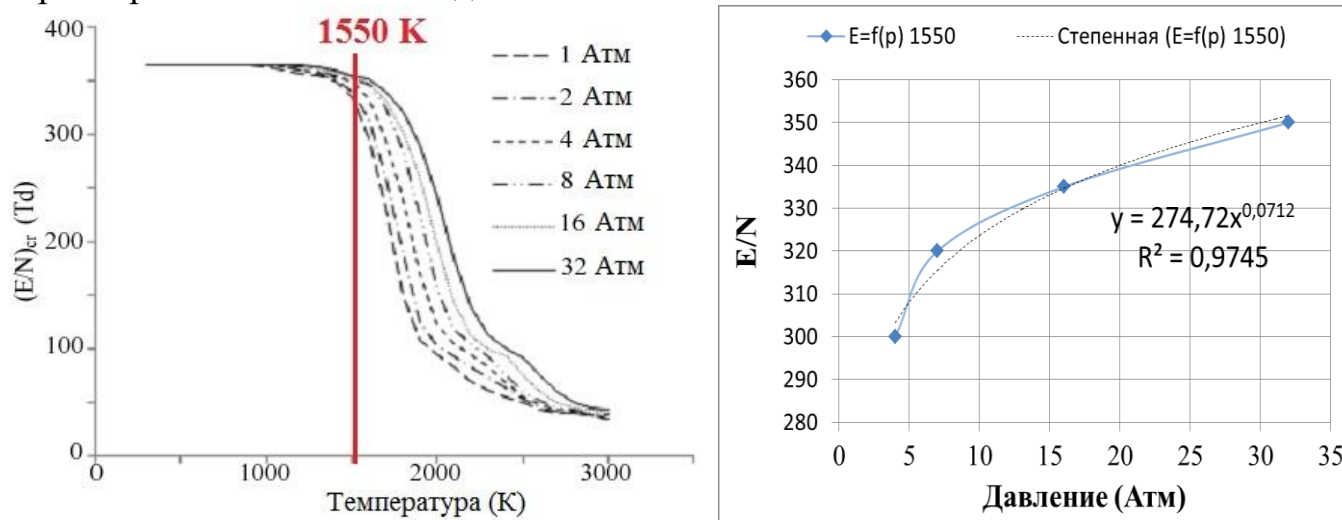 1550 K
400
300
200
100
0
(E/N)cr (Td)
0
1000
2000
3000
Температура (K)
1 Атм
2 Атм
4 Атм
8 Атм
16 Атм
32 Атм
E=f(p) 1550
Степенная (E=f(p) 1550)
360
350
340
330
320
310
300
290
280
E/N
y = 274,72x^0,0712
R² = 0,9745
0 5 10 15 20 25 30 35
Давление (Атм)